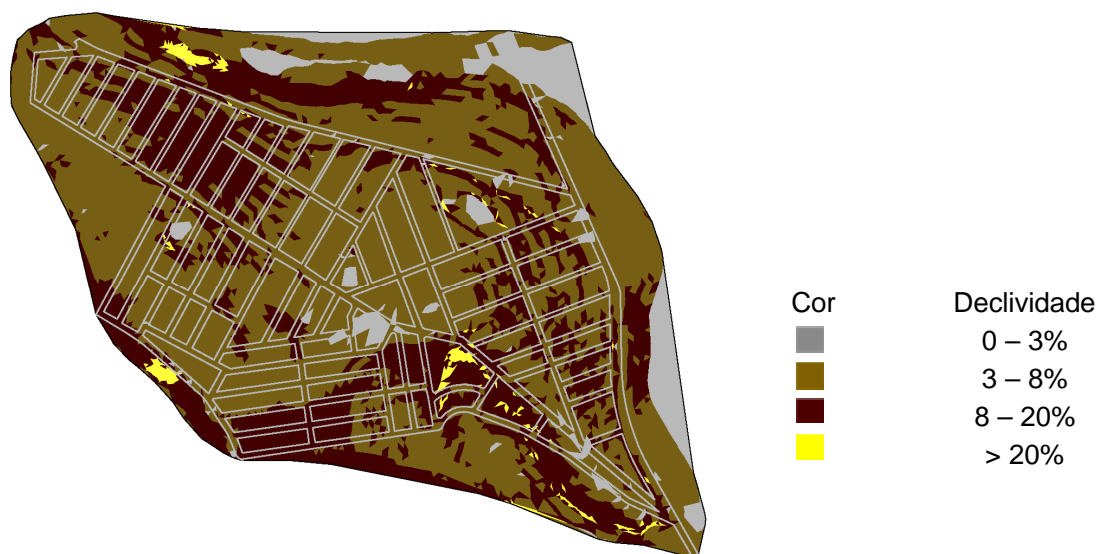 Cor Declividade
0 – 3%
3 – 8%
8 – 20%
> 20%